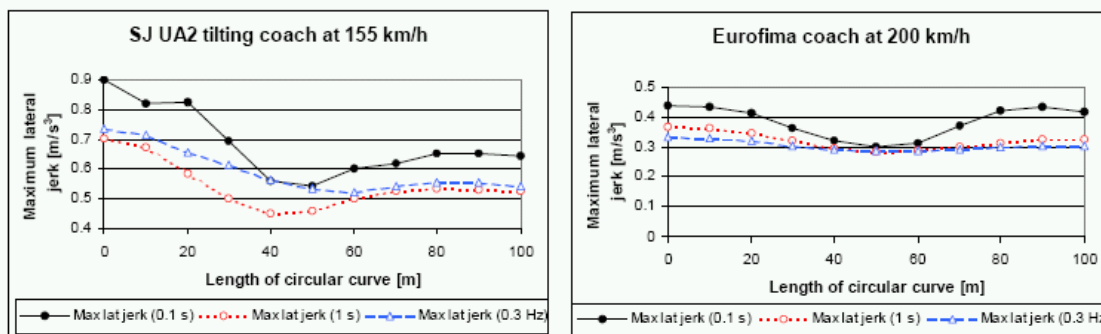 SJ UA2 tilting coach at 155 km/h
Maximum lateral
jerk [m/s³]
0.9
0.8
0.7
0.6
0.5
0.4
0 20 40 60 80 100
Length of circular curve [m]
Max lat jerk (0.1 s) Max lat jerk (1 s) Max lat jerk (0.3 Hz)
Eurofima coach at 200 km/h
Maximum lateral
jerk [m/s³]
0.5
0.4
0.3
0.2
0.1
0
0 20 40 60 80 100
Length of circular curve [m]
Max lat jerk (0.1 s) Max lat jerk (1 s) Max lat jerk (0.3 Hz)